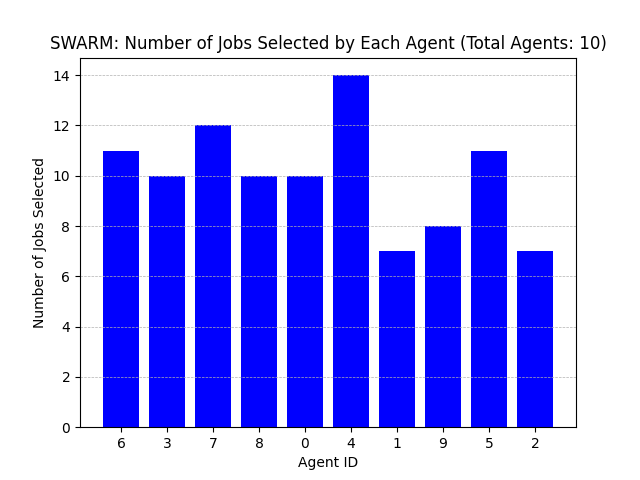 SWARM: Number of Jobs Selected by Each Agent (Total Agents: 10)
Number of Jobs Selected
14
12
10
8
6
4
2
0
6 3 7 8 0 4 1 9 5 2
Agent ID